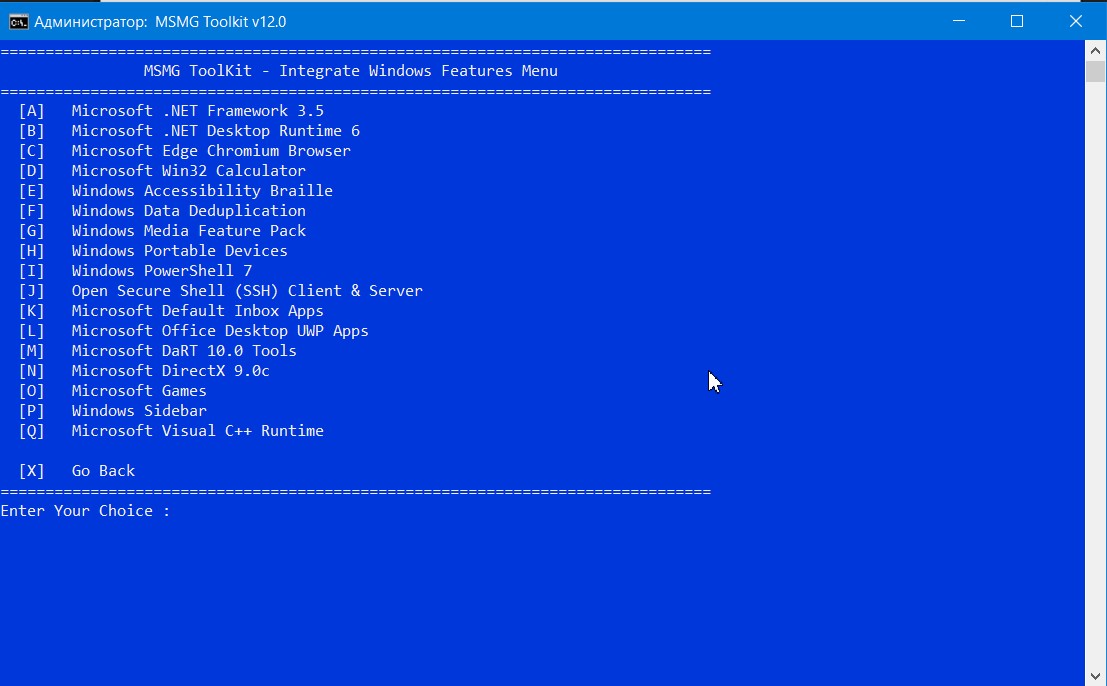 Администратор: MSMG Toolkit v12.0
===============================================================================
MSMG ToolKit - Integrate Windows Features Menu
===============================================================================
[A] Microsoft .NET Framework 3.5
[B] Microsoft .NET Desktop Runtime 6
[C] Microsoft Edge Chromium Browser
[D] Microsoft Win32 Calculator
[E] Windows Accessibility Braille
[F] Windows Data Deduplication
[G] Windows Media Feature Pack
[H] Windows Portable Devices
[I] Windows PowerShell 7
[J] Open Secure Shell (SSH) Client & Server
[K] Microsoft Default Inbox Apps
[L] Microsoft Office Desktop UWP Apps
[M] Microsoft DaRT 10.0 Tools
[N] Microsoft DirectX 9.0c
[O] Microsoft Games
[P] Windows Sidebar
[Q] Microsoft Visual C++ Runtime
[X] Go Back
===============================================================================
Enter Your Choice :